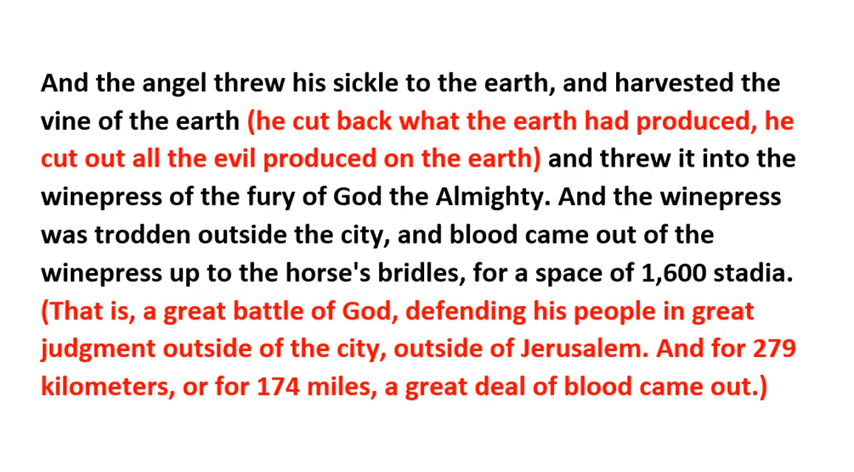 And the angel threw his sickle to the earth, and harvested the
vine of the earth (he cut back what the earth had produced, he
cut out all the evil produced on the earth) and threw it into the
winepress of the fury of God the Almighty. And the winepress
was trodden outside the city, and blood came out of the
winepress up to the horse's bridles, for a space of 1,600 stadia.
(That is, a great battle of God, defending his people in great
judgment outside of the city, outside of Jerusalem. And for 279
kilometers, or for 174 miles, a great deal of blood came out.)